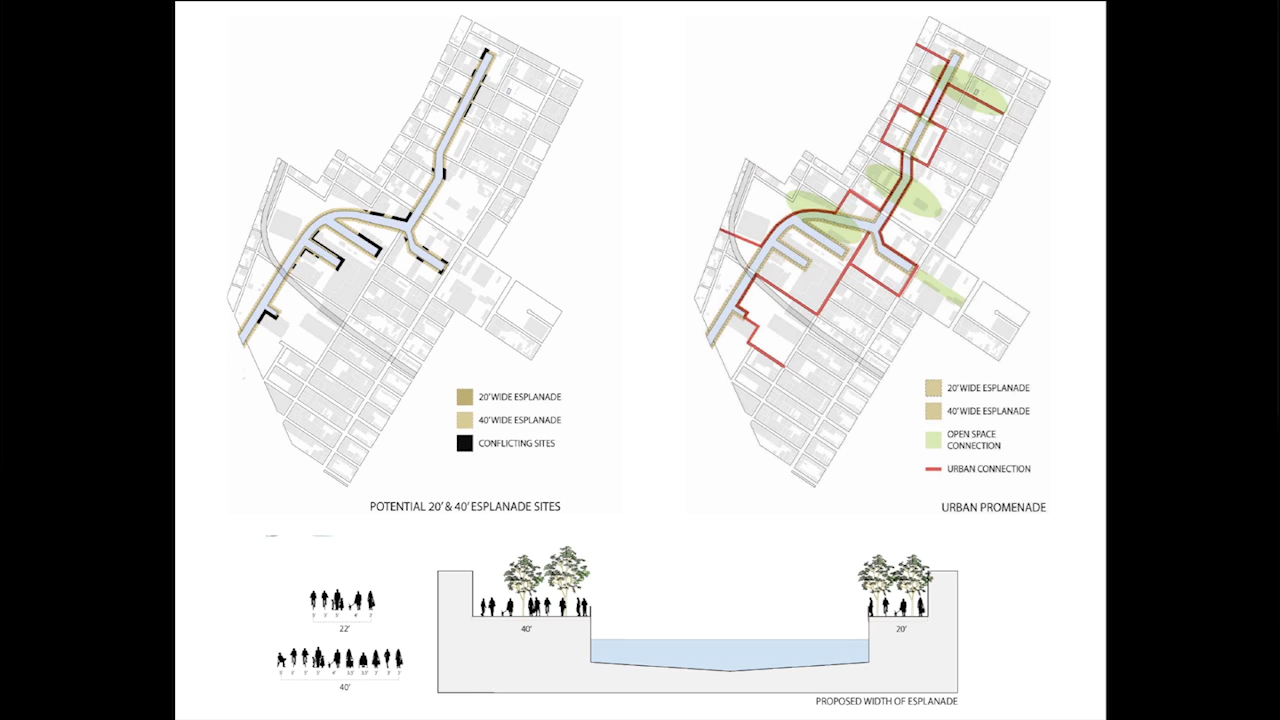 20' WIDE ESPLANADE
40' WIDE ESPLANADE
CONFLICTING SITES
POTENTIAL 20' & 40' ESPLANADE SITES
20' WIDE ESPLANADE
40' WIDE ESPLANADE
OPEN SPACE
CONNECTION
URBAN CONNECTION
URBAN PROMENADE
22'
40'
40'
20'
PROPOSED WIDTH OF ESPLANADE